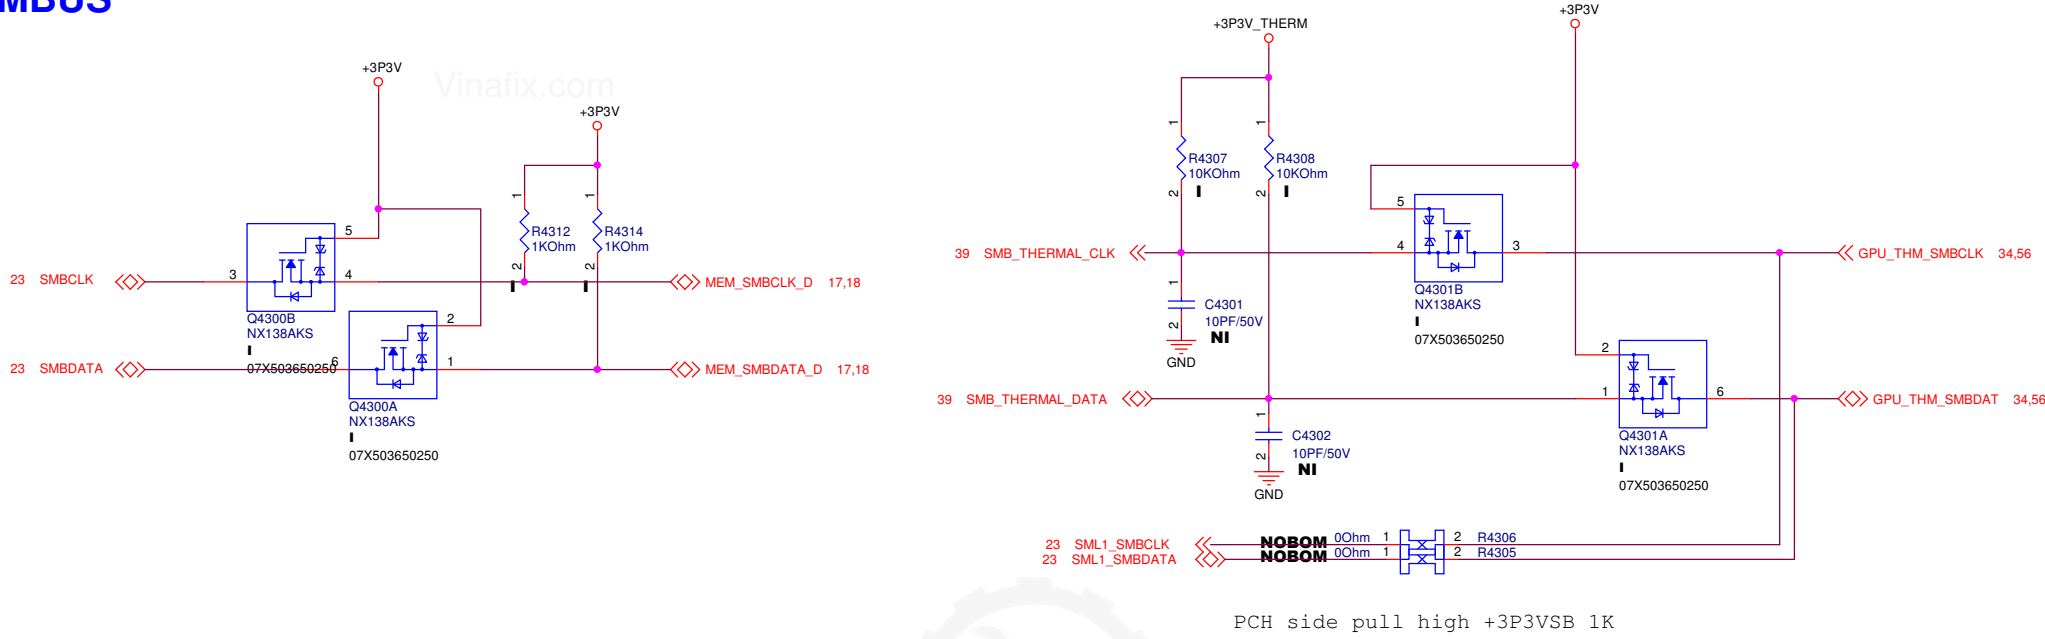 MBUS
Vinafix.com
+3P3V
+3P3V
5
3
4
23 SMBCLK
MEM_SMBCLK_D 17,18
Q4300B
NX138AKS
I
07X503650250
1
2
R4312
1KOhm
I
1
2
R4314
1KOhm
I
2
6
1
23 SMBDATA
MEM_SMBDATA_D 17,18
Q4300A
NX138AKS
I
07X503650250
+3P3V_THERM
+3P3V
1
2
R4307
10KOhm
I
1
2
R4308
10KOhm
I
5
4
3
39 SMB_THERMAL_CLK
GPU_THM_SMBCLK 34,56
Q4301B
NX138AKS
I
07X503650250
1
2
C4301
10PF/50V
NI
GND
2
1
6
39 SMB_THERMAL_DATA
GPU_THM_SMBDAT 34,56
Q4301A
NX138AKS
I
07X503650250
1
2
C4302
10PF/50V
NI
GND
23 SML1_SMBCLK NOBOM 0Ohm 1 2 R4306
23 SML1_SMBDATA NOBOM 0Ohm 1 2 R4305
PCH side pull high +3P3VSB 1K